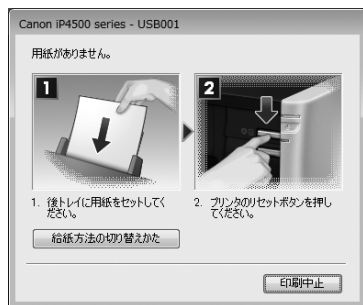 Canon iP4500 series - USB001
用紙がありません。
1
2
1. 後トレイに用紙をセットしてく
ださい。
2. プリンタのリセットボタンを押し
てください。
給紙方法の切り替えかた
印刷中止